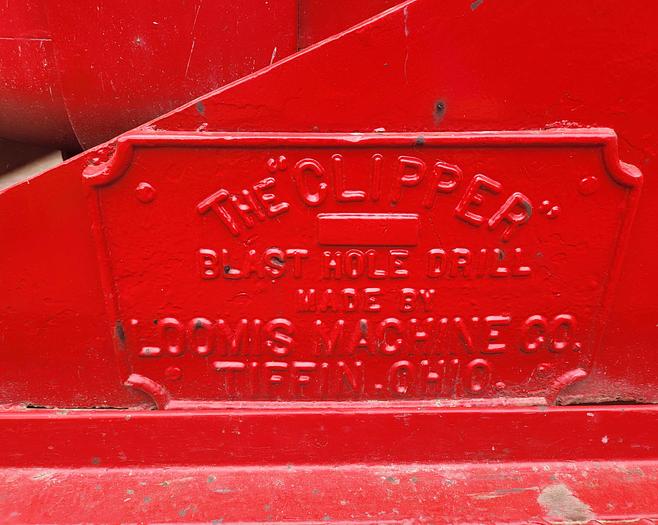 THE "CLIPPER"
BLAST HOLE DRILL
MADE BY
LOOMIS MACHINE CO.
TIFFIN, OHIO.